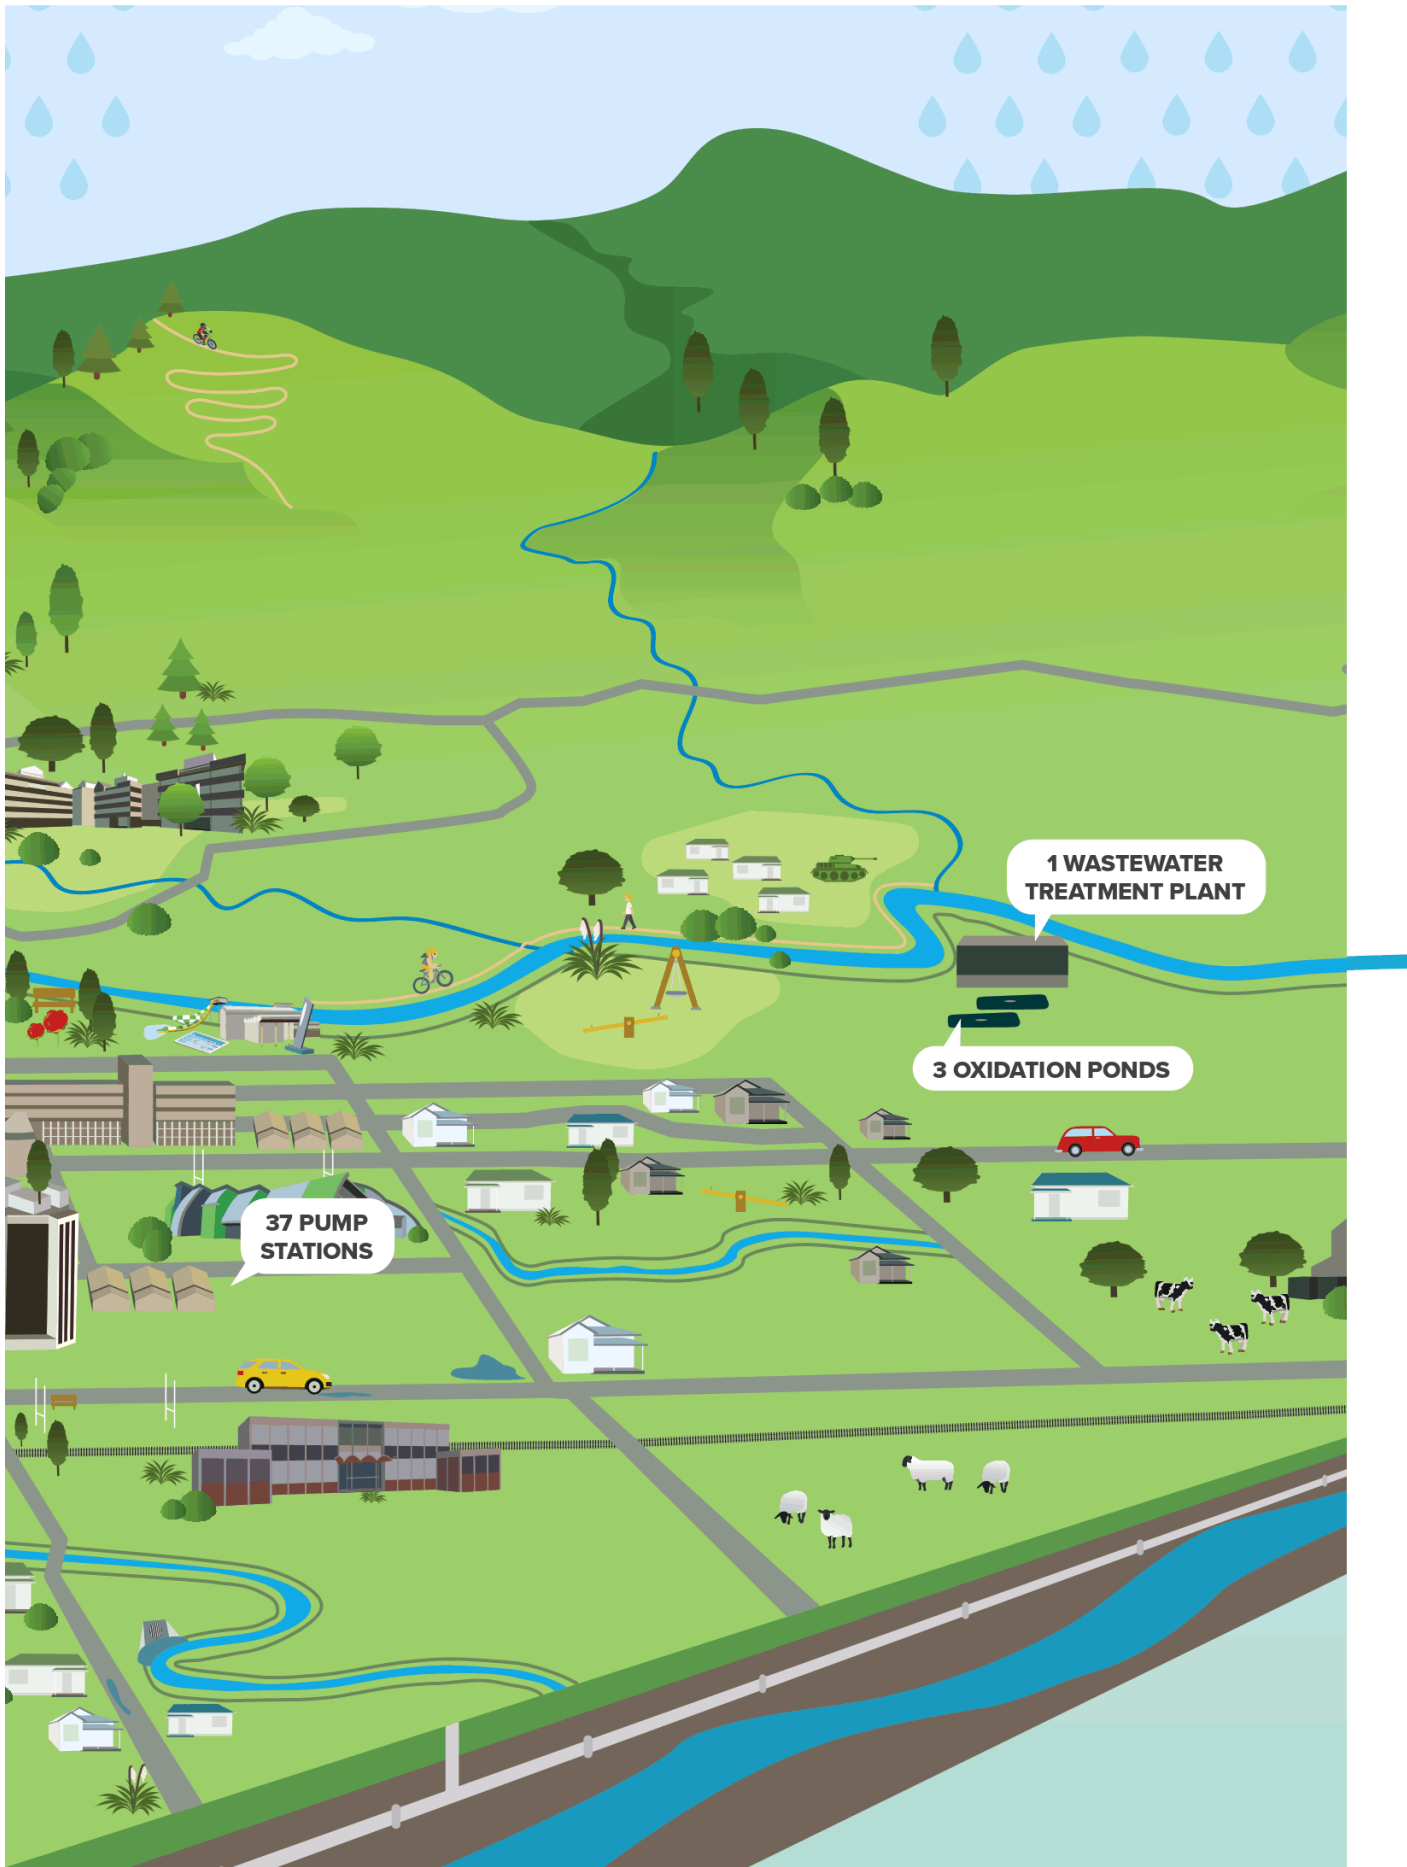 1 WASTEWATER
TREATMENT PLANT
3 OXIDATION PONDS
37 PUMP
STATIONS